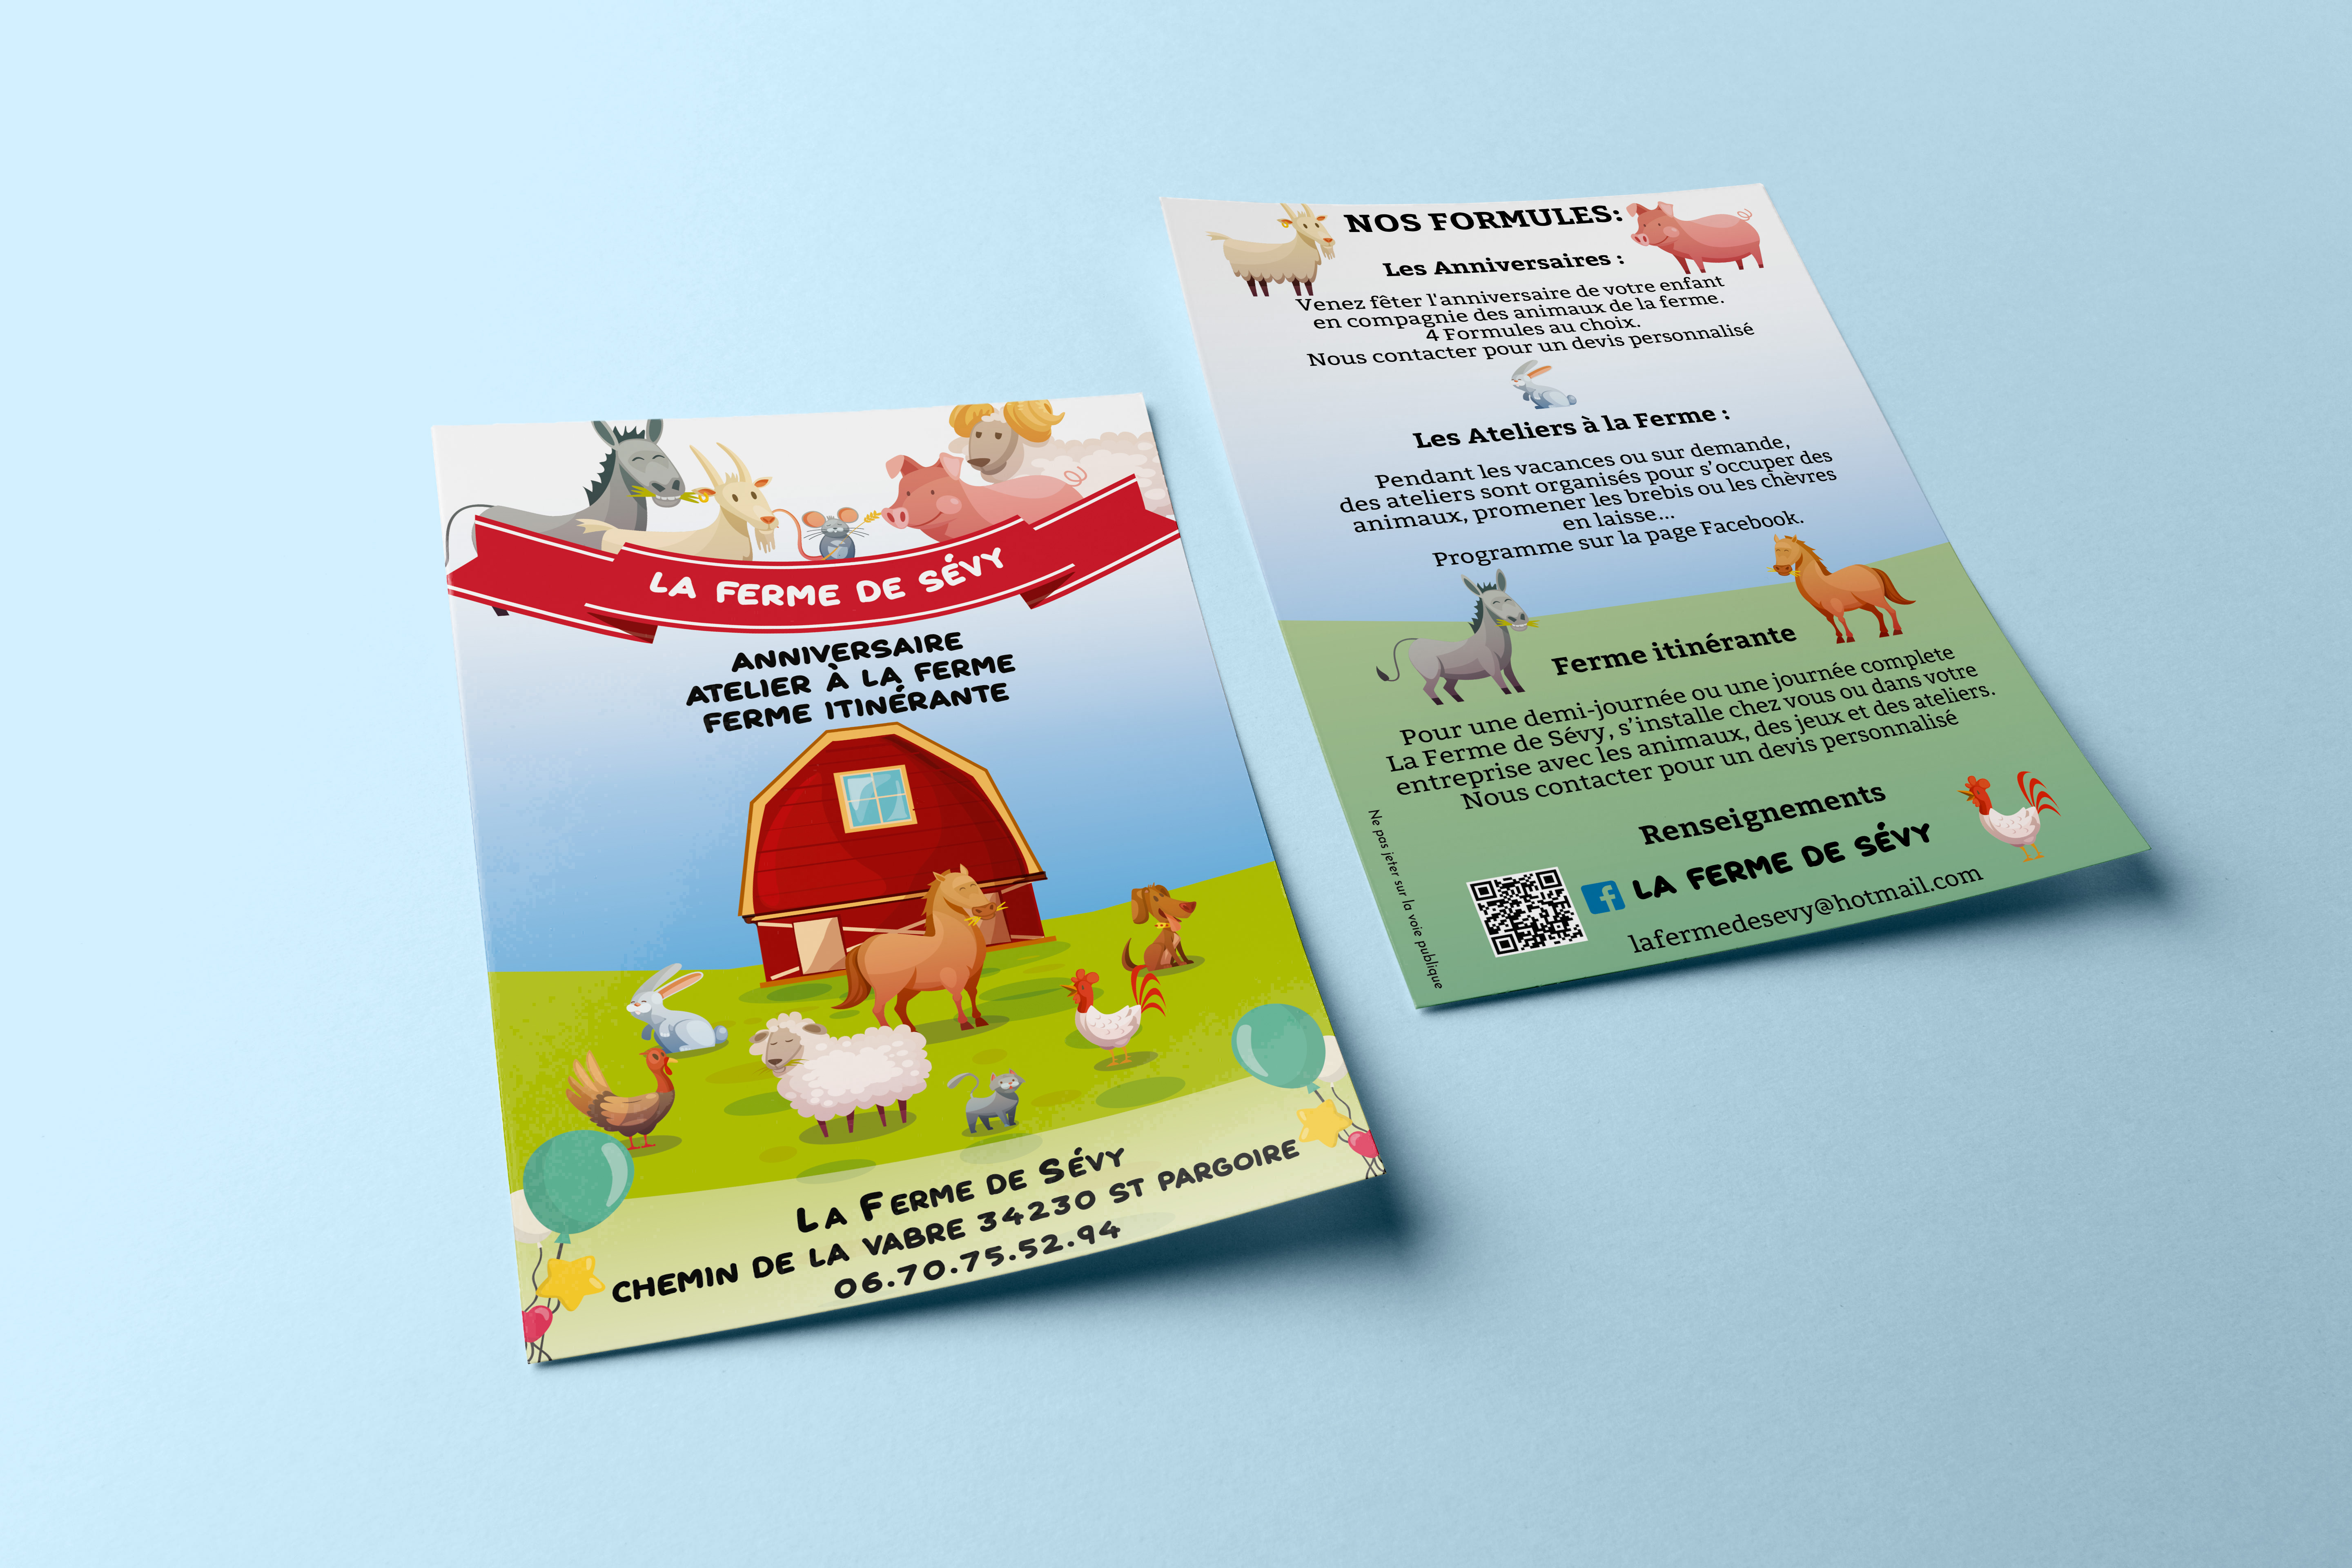 LA FERME DE SÉVY
ANNIVERSAIRE
ATELIER À LA FERME
FERME ITINÉRANTE
LA FERME DE SÉVY
CHEMIN DE LA VABRE 34230 ST PARGOIRE
06.70.75.52.94
NOS FORMULES:
Les Anniversaires :
Venez fêter l'anniversaire de votre enfant
en compagnie des animaux de la ferme.
4 Formules au choix.
Nous contacter pour un devis personnalisé
Les Ateliers à la Ferme :
Pendant les vacances ou sur demande,
des ateliers sont organisés pour s'occuper des
animaux, promener les brebis ou les chèvres
en laisse...
Programme sur la page Facebook.
Ferme itinérante
Pour une demi-journée ou une journée complete
La Ferme de Sévy, s'installe chez vous ou dans votre
entreprise avec les animaux, des jeux et des ateliers.
Nous contacter pour un devis personnalisé
Renseignements
f LA FERME DE SÉVY
lafermedesevy@hotmail.com
Ne pas jeter sur la voie publique